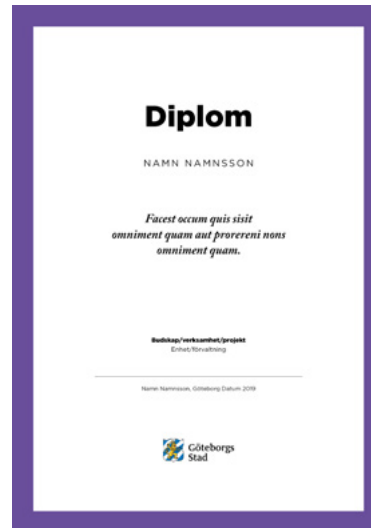 Diplom
NAMN NAMNSSON
Facest occum quis sisit
omniment quam aut prorereni nons
omniment quam.
Budskap/verksamhet/projekt
Enhet/förvaltning
Namn Namnsson, Göteborg Datum 2019
Göteborgs
Stad